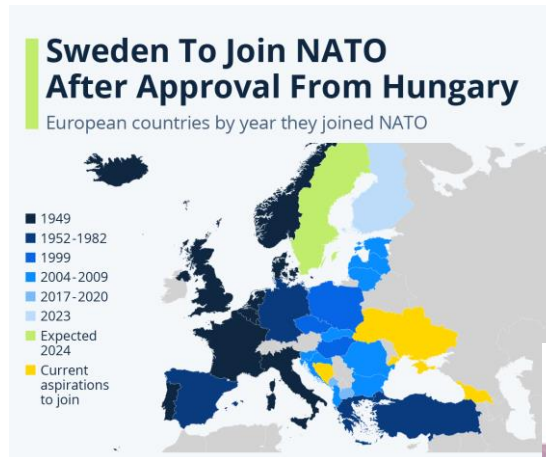 Sweden To Join NATO
After Approval From Hungary
European countries by year they joined NATO
1949
1952-1982
1999
2004-2009
2017-2020
2023
Expected
2024
Current
aspirations
to join